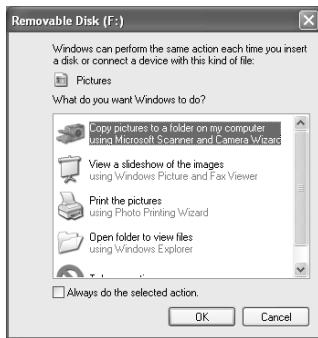 Removable Disk (F:)
Windows can perform the same action each time you insert
a disk or connect a device with this kind of file:
Pictures
What do you want Windows to do?
Copy pictures to a folder on my computer
using Microsoft Scanner and Camera Wizard
View a slideshow of the images
using Windows Picture and Fax Viewer
Print the pictures
using Photo Printing Wizard
Open folder to view files
using Windows Explorer
Always do the selected action.
OK
Cancel